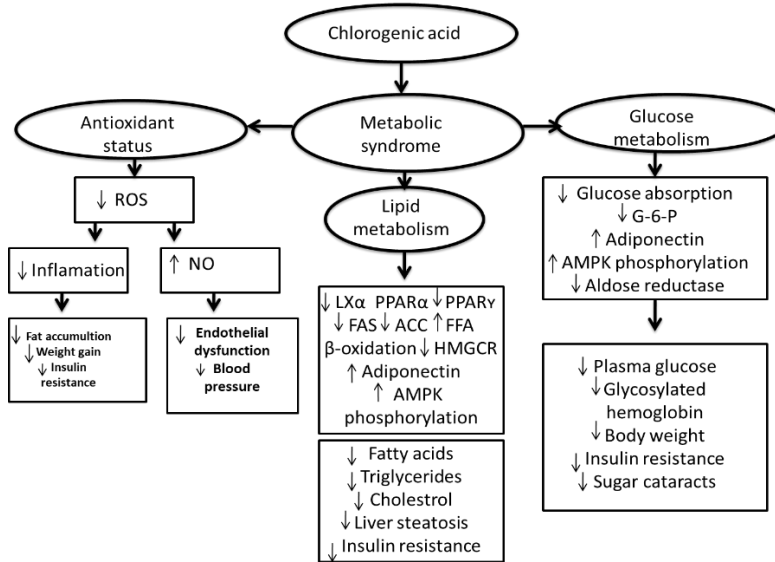 Chlorogenic acid
Antioxidant
status
Metabolic
syndrome
Glucose
metabolism
↓ ROS
Lipid
metabolism
↓ Glucose absorption
↓ G-6-P
↑ Adiponectin
↑ AMPK phosphorylation
↓ Aldose reductase
↓ Inflamation
↑ NO
↓ LXα PPARα ↓ PPARγ
↓ FAS ↓ ACC ↑ FFA
β-oxidation ↓ HMGCR
↑ Adiponectin
↑ AMPK
phosphorylation
↓ Fat accumultion
↓ Weight gain
↓ Insulin
resistance
↓ Endothelial
dysfunction
↓ Blood
pressure
↓ Plasma glucose
↓ Glycosylated
hemoglobin
↓ Body weight
↓ Insulin resistance
↓ Sugar cataracts
↓ Fatty acids
↓ Triglycerides
↓ Cholestrol
↓ Liver steatosis
↓ Insulin resistance